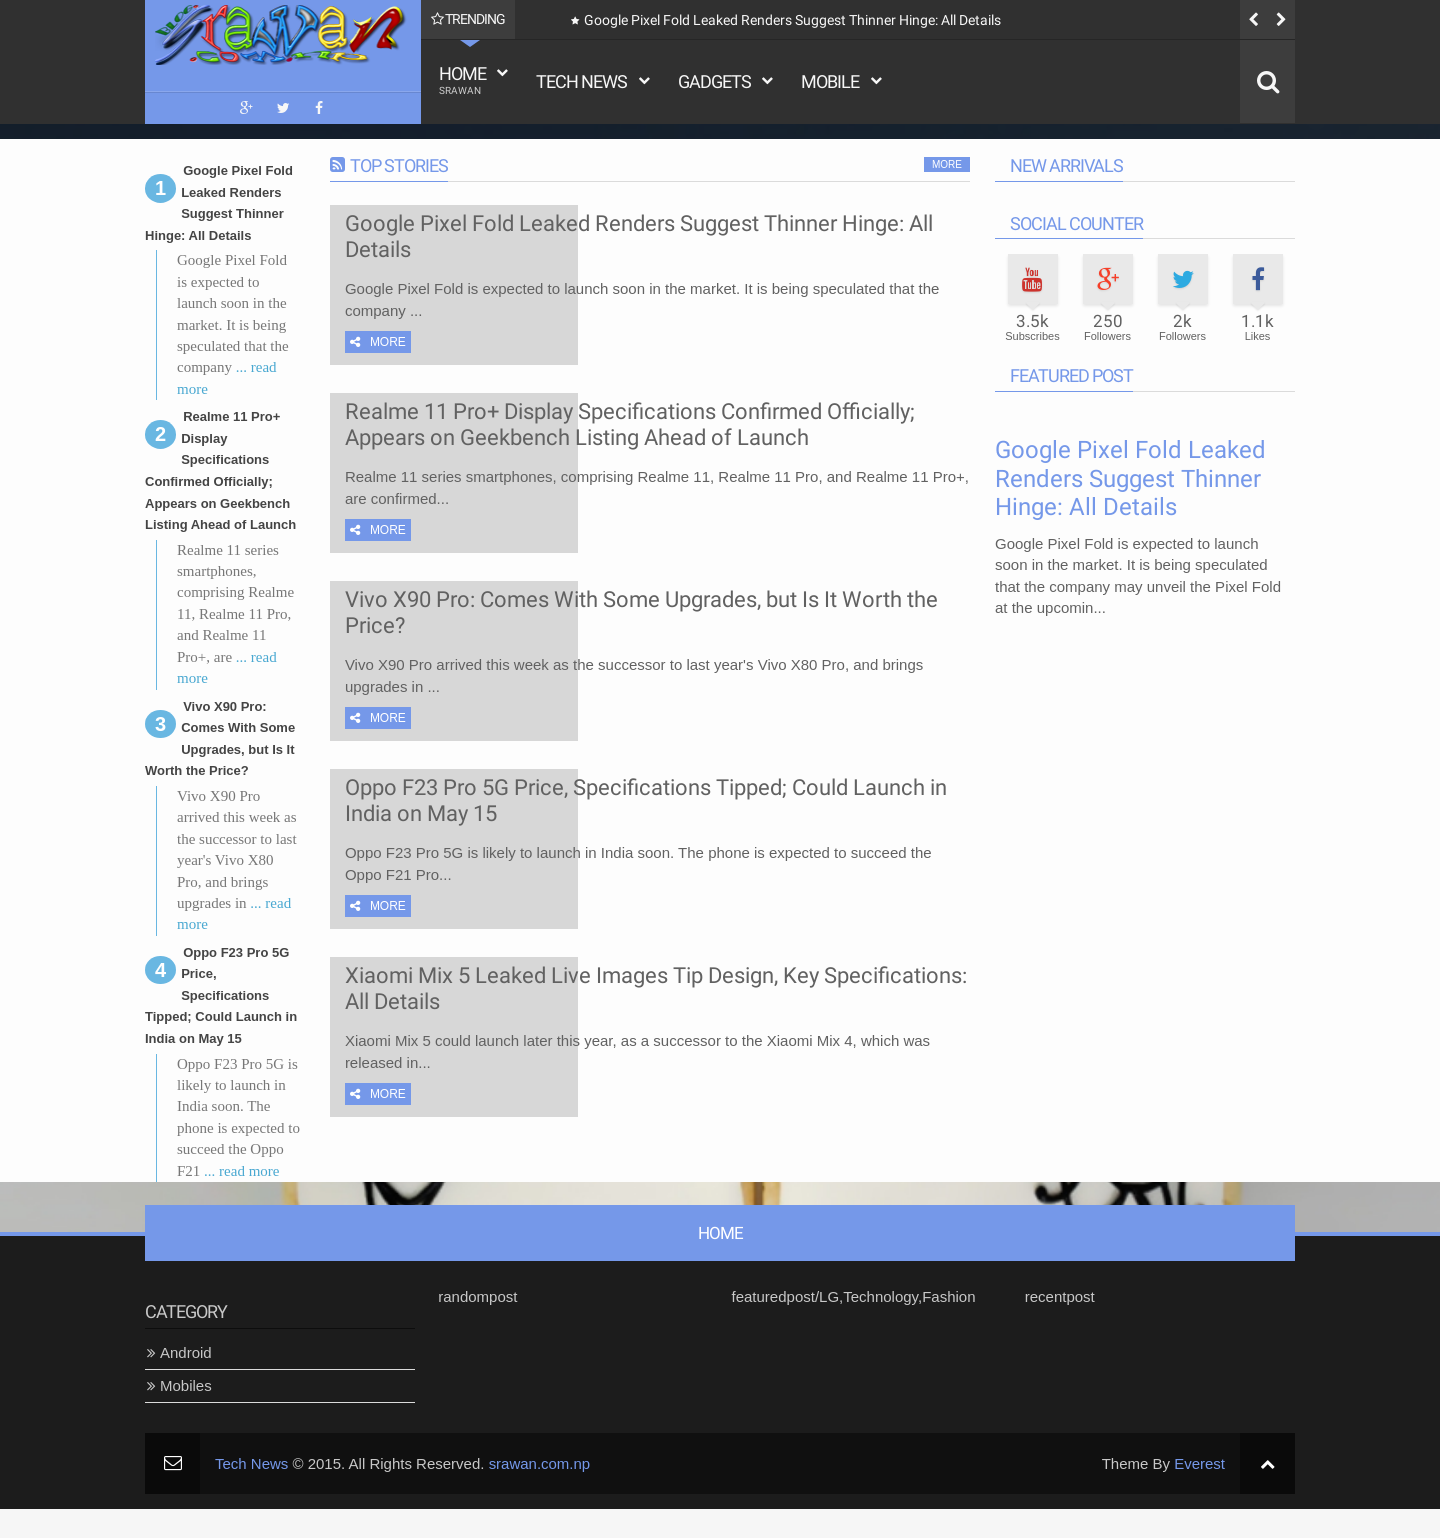 Srawan
TRENDING
Google Pixel Fold Leaked Renders Suggest Thinner Hinge: All Details
HOME
SRAWAN
TECH NEWS
GADGETS
MOBILE
1
Google Pixel Fold
Leaked Renders
Suggest Thinner
Hinge: All Details
Google Pixel Fold
is expected to
launch soon in the
market. It is being
speculated that the
company ... read
more
2
Realme 11 Pro+
Display
Specifications
Confirmed Officially;
Appears on Geekbench
Listing Ahead of Launch
Realme 11 series
smartphones,
comprising Realme
11, Realme 11 Pro,
and Realme 11
Pro+, are ... read
more
3
Vivo X90 Pro:
Comes With Some
Upgrades, but Is It
Worth the Price?
Vivo X90 Pro
arrived this week as
the successor to last
year's Vivo X80
Pro, and brings
upgrades in ... read
more
4
Oppo F23 Pro 5G
Price,
Specifications
Tipped; Could Launch in
India on May 15
Oppo F23 Pro 5G is
likely to launch in
India soon. The
phone is expected to
succeed the Oppo
F21 ... read more
TOP STORIES
MORE
Google Pixel Fold Leaked Renders Suggest Thinner Hinge: All
Details
Google Pixel Fold is expected to launch soon in the market. It is being speculated that the
company ...
MORE
Realme 11 Pro+ Display Specifications Confirmed Officially;
Appears on Geekbench Listing Ahead of Launch
Realme 11 series smartphones, comprising Realme 11, Realme 11 Pro, and Realme 11 Pro+,
are confirmed...
MORE
Vivo X90 Pro: Comes With Some Upgrades, but Is It Worth the
Price?
Vivo X90 Pro arrived this week as the successor to last year's Vivo X80 Pro, and brings
upgrades in ...
MORE
Oppo F23 Pro 5G Price, Specifications Tipped; Could Launch in
India on May 15
Oppo F23 Pro 5G is likely to launch in India soon. The phone is expected to succeed the
Oppo F21 Pro...
MORE
Xiaomi Mix 5 Leaked Live Images Tip Design, Key Specifications:
All Details
Xiaomi Mix 5 could launch later this year, as a successor to the Xiaomi Mix 4, which was
released in...
MORE
NEW ARRIVALS
SOCIAL COUNTER
You
Tube
3.5k
Subscribes
250
Followers
2k
Followers
1.1k
Likes
FEATURED POST
Google Pixel Fold Leaked
Renders Suggest Thinner
Hinge: All Details
Google Pixel Fold is expected to launch
soon in the market. It is being speculated
that the company may unveil the Pixel Fold
at the upcomin...
HOME
CATEGORY
Android
Mobiles
randompost
featuredpost/LG,Technology,Fashion
recentpost
Tech News © 2015. All Rights Reserved. srawan.com.np
Theme By Everest